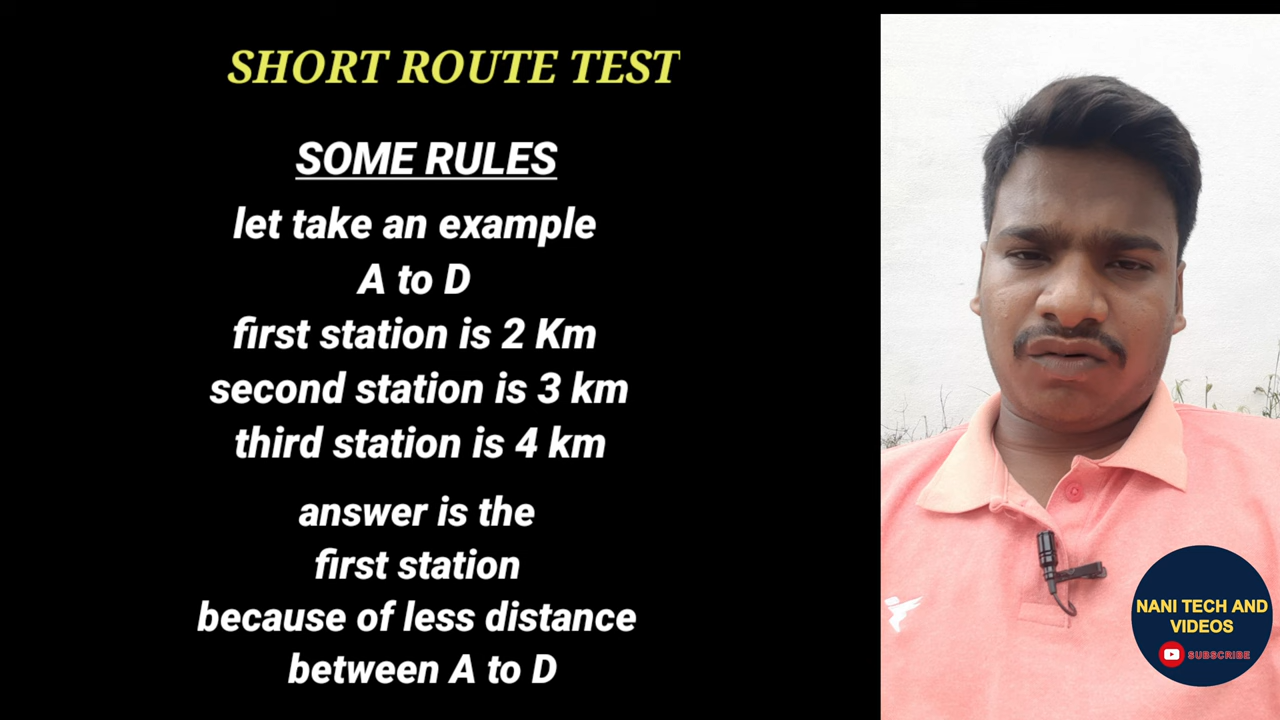 SHORT ROUTE TEST
SOME RULES
let take an example
A to D
first station is 2 Km
second station is 3 km
third station is 4 km
answer is the
first station
because of less distance
between A to D
NANI TECH AND
VIDEOS
SUBSCRIBE